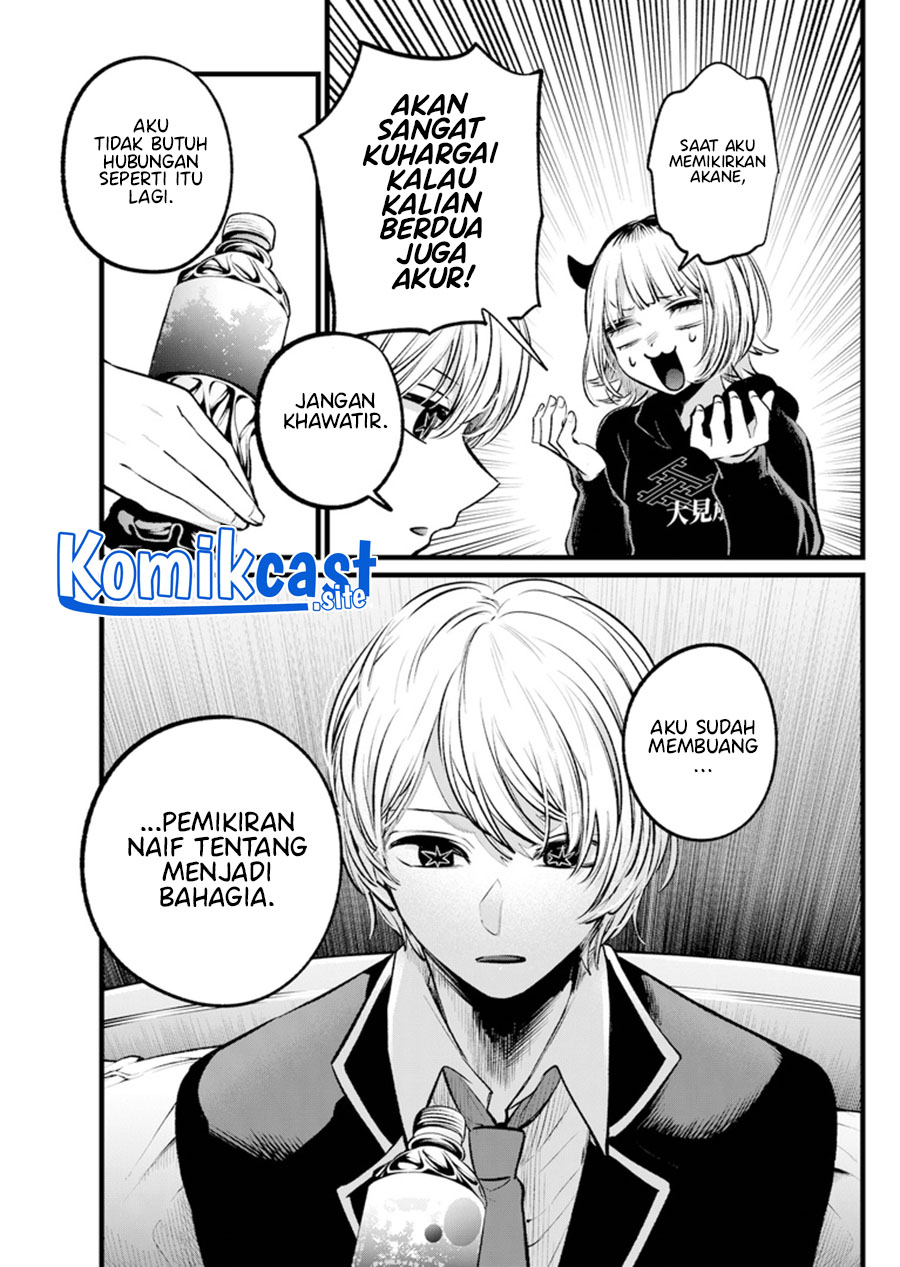 SAAT AKU
MEMIKIRKAN
AKANE,
AKAN
SANGAT
KUHARGAI
KALAU
KALIAN
BERDUA
JUGA
AKUR!
JANGAN
KHAWATIR.
AKU
TIDAK BUTUH
HUBUNGAN
SEPERTI ITU
LAGI.
Komikcast
.site
AKU SUDAH
MEMBUANG
...
...PEMIKIRAN
NAIF TENTANG
MENJADI
BAHAGIA.